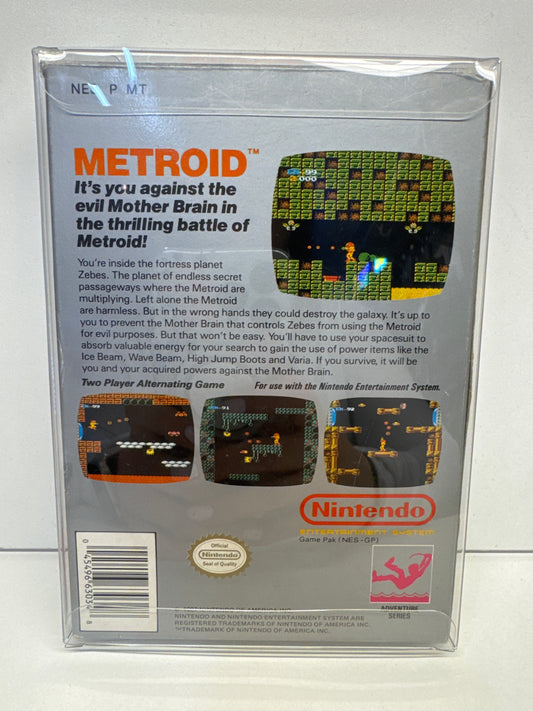 NES P MT
METROID™
It's you against the
evil Mother Brain in
the thrilling battle of
Metroid!
You're inside the fortress planet
Zebes. The planet of endless secret
passageways where the Metroid are
multiplying. Left alone the Metroid
are harmless. But in the wrong hands they could destroy the galaxy. It's up to
you to prevent the Mother Brain that controls Zebes from using the Metroid
for evil purposes. But that won't be easy. You'll have to use your spacesuit to
absorb valuable energy for your search to gain the use of power items like the
Ice Beam, Wave Beam, High Jump Boots and Varia. If you survive, it will be
you and your acquired powers against the Mother Brain.
Two Player Alternating Game
For use with the Nintendo Entertainment System.
Nintendo
ENTERTAINMENT SYSTEM
Game Pak (NES-GP)
Official
Nintendo
Seal of Quality
ADVENTURE
SERIES
OF AMERICA INC.
NINTENDO AND NINTENDO ENTERTAINMENT SYSTEM ARE
REGISTERED TRADEMARKS OF NINTENDO OF AMERICA INC.
™TRADEMARK OF NINTENDO OF AMERICA INC.